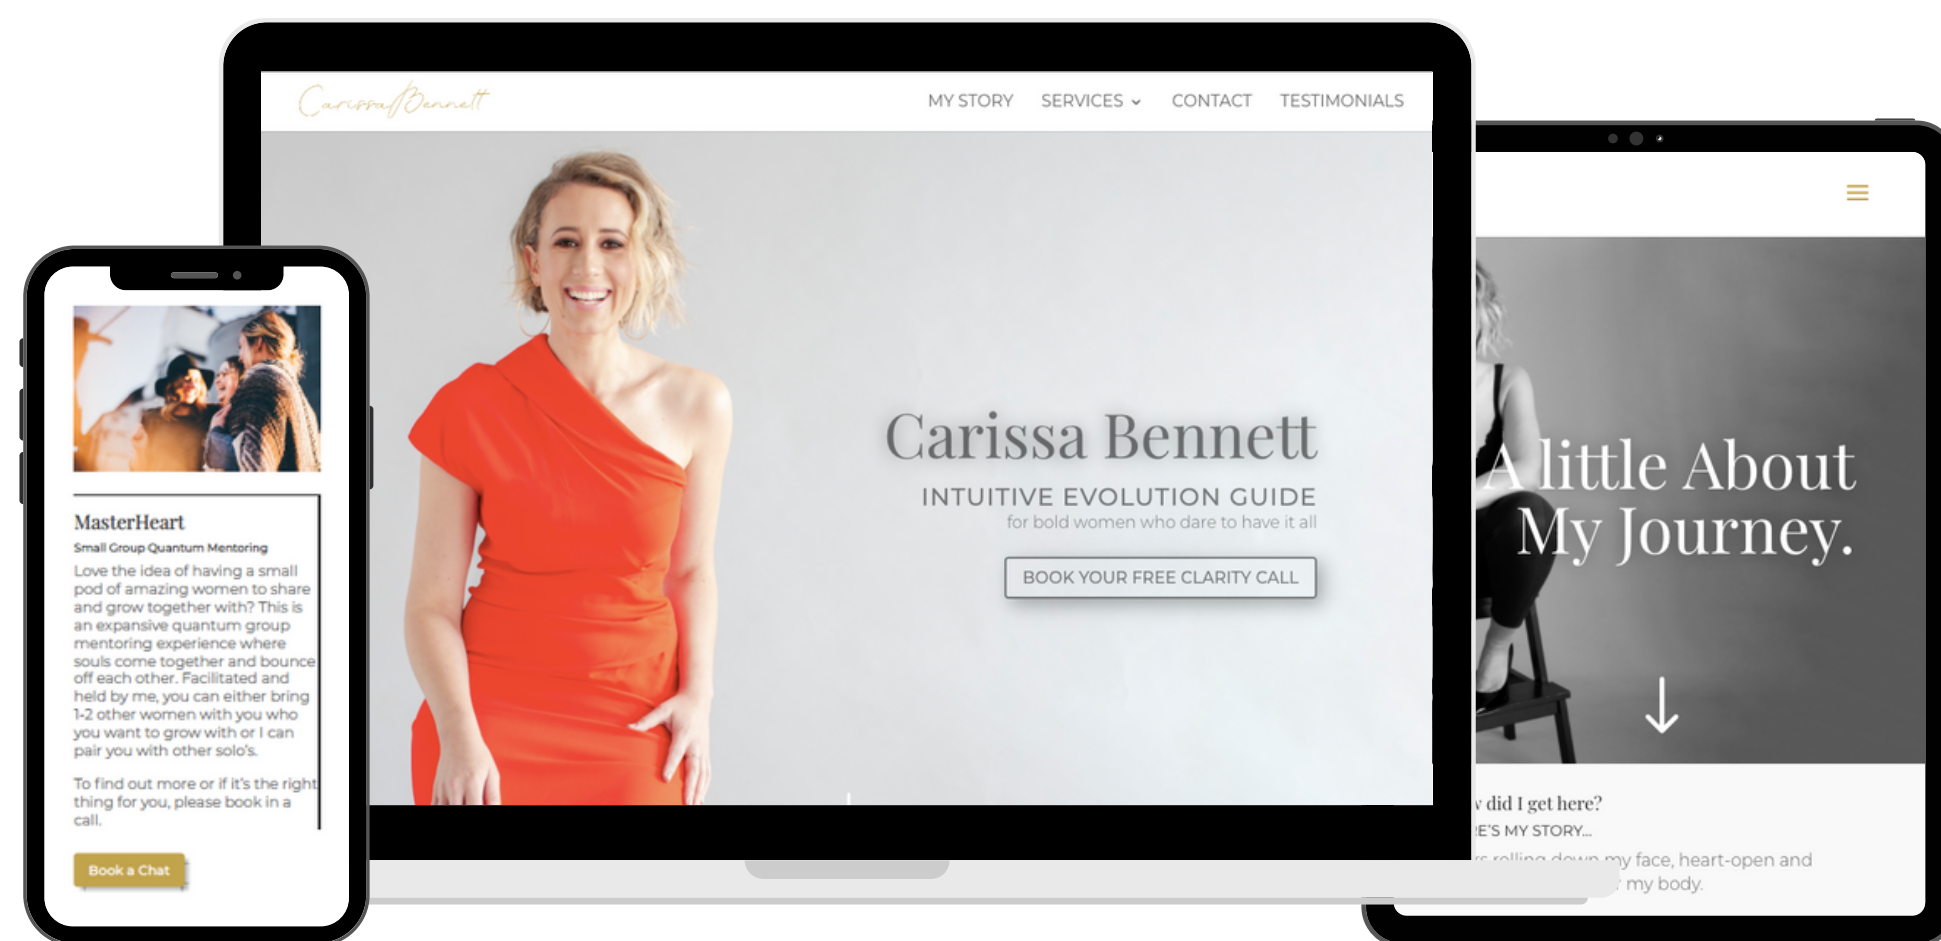 Carissa Bennett
MY STORY SERVICES CONTACT TESTIMONIALS
Carissa Bennett
INTUITIVE EVOLUTION GUIDE
for bold women who dare to have it all
BOOK YOUR FREE CLARITY CALL
MasterHeart
Small Group Quantum Mentoring
Love the idea of having a small
pod of amazing women to share
and grow together with? This is
an expansive quantum group
mentoring experience where
souls come together and bounce
off each other. Facilitated and
held by me, you can either bring
1-2 other women with you who
you want to grow with or I can
pair you with other solo's.
To find out more or if it's the right
thing for you, please book in a
call.
Book a Chat
A little About
My Journey.
did I get here?
MY STORY...
rolling down my face, heart-open and
my body.